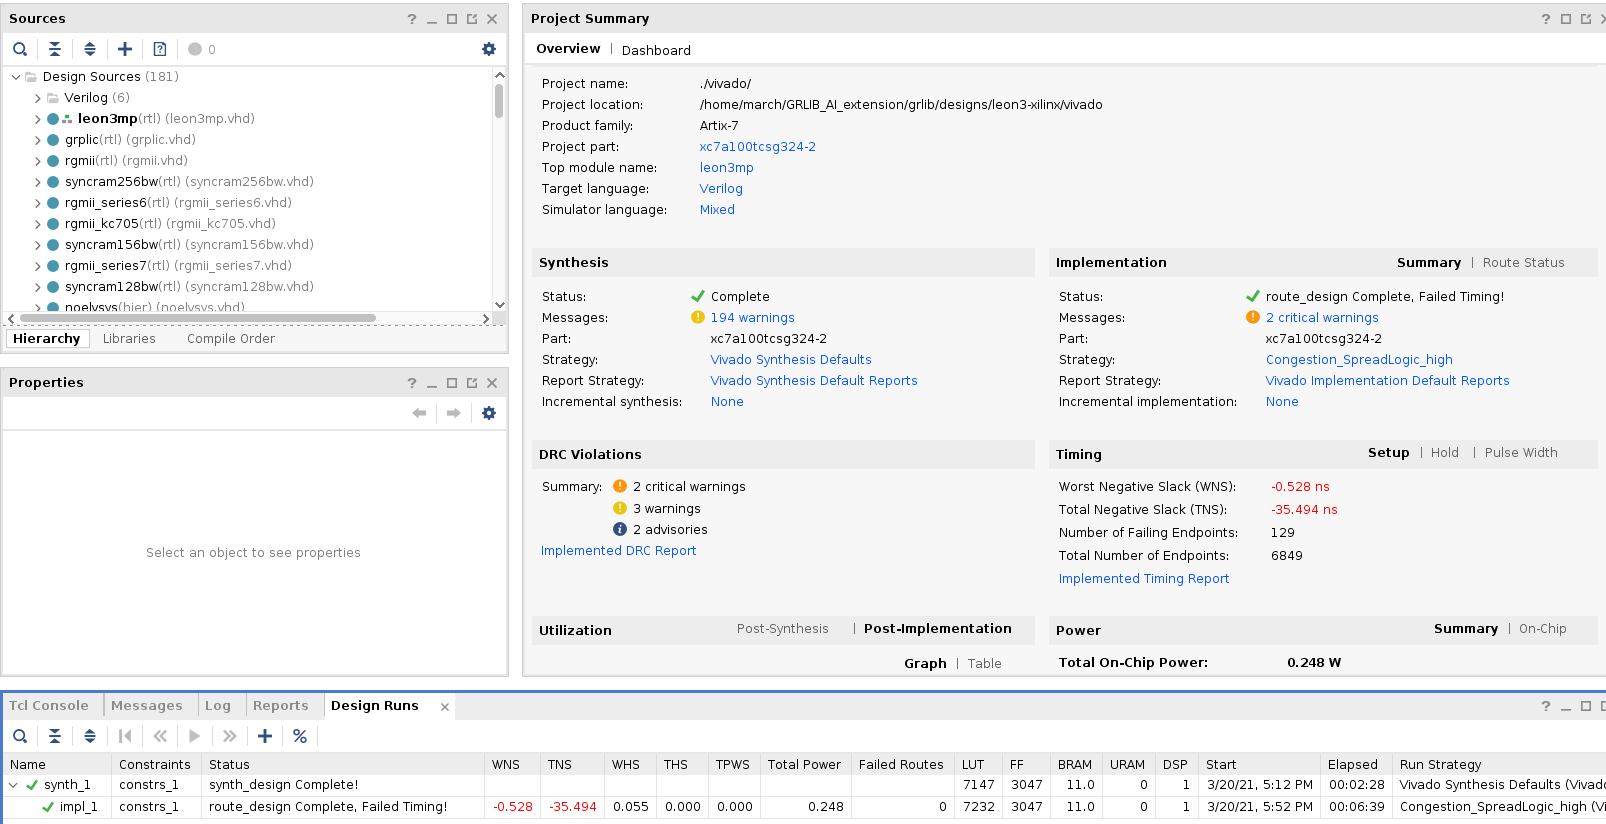 Sources
0
Design Sources (181)
Verilog (6)
leon3mp(rtl) (leon3mp.vhd)
grplic(rtl) (grplic.vhd)
rgmii(rtl) (rgmii.vhd)
syncram256bw(rtl) (syncram256bw.vhd)
rgmii_series6(rtl) (rgmii_series6.vhd)
rgmii_kc705(rtl) (rgmii_kc705.vhd)
syncram156bw(rtl) (syncram156bw.vhd)
rgmii_series7(rtl) (rgmii_series7.vhd)
syncram128bw(rtl) (syncram128bw.vhd)
noelvsys(hier) (noelvsys.vhd)
Hierarchy Libraries Compile Order
Properties
Select an object to see properties
Project Summary
Overview | Dashboard
Project name: ./vivado/
Project location: /home/march/GRLIB_AI_extension/grlib/designs/leon3-xilinx/vivado
Product family: Artix-7
Project part: xc7a100tcsg324-2
Top module name: leon3mp
Target language: Verilog
Simulator language: Mixed
Synthesis
Status: Complete
Messages: 194 warnings
Part: xc7a100tcsg324-2
Strategy: Vivado Synthesis Defaults
Report Strategy: Vivado Synthesis Default Reports
Incremental synthesis: None
Implementation Summary | Route Status
Status: route_design Complete, Failed Timing!
Messages: 2 critical warnings
Part: xc7a100tcsg324-2
Strategy: Congestion_SpreadLogic_high
Report Strategy: Vivado Implementation Default Reports
Incremental implementation: None
DRC Violations
Summary: 2 critical warnings
3 warnings
2 advisories
Implemented DRC Report
Timing Setup | Hold | Pulse Width
Worst Negative Slack (WNS): -0.528 ns
Total Negative Slack (TNS): -35.494 ns
Number of Failing Endpoints: 129
Total Number of Endpoints: 6849
Implemented Timing Report
Utilization Post-Synthesis | Post-Implementation
Graph | Table
Power Summary | On-Chip
Total On-Chip Power: 0.248 W
Tcl Console Messages Log Reports Design Runs
Name Constraints Status WNS TNS WHS THS TPWS Total Power Failed Routes LUT FF BRAM URAM DSP Start Elapsed Run Strategy
synth_1 constrs_1 synth_design Complete! 7147 3047 11.0 0 1 3/20/21, 5:12 PM 00:02:28 Vivado Synthesis Defaults (Vivado
impl_1 constrs_1 route_design Complete, Failed Timing! -0.528 -35.494 0.055 0.000 0.000 0.248 0 7232 3047 11.0 0 1 3/20/21, 5:52 PM 00:06:39 Congestion_SpreadLogic_high (Vi